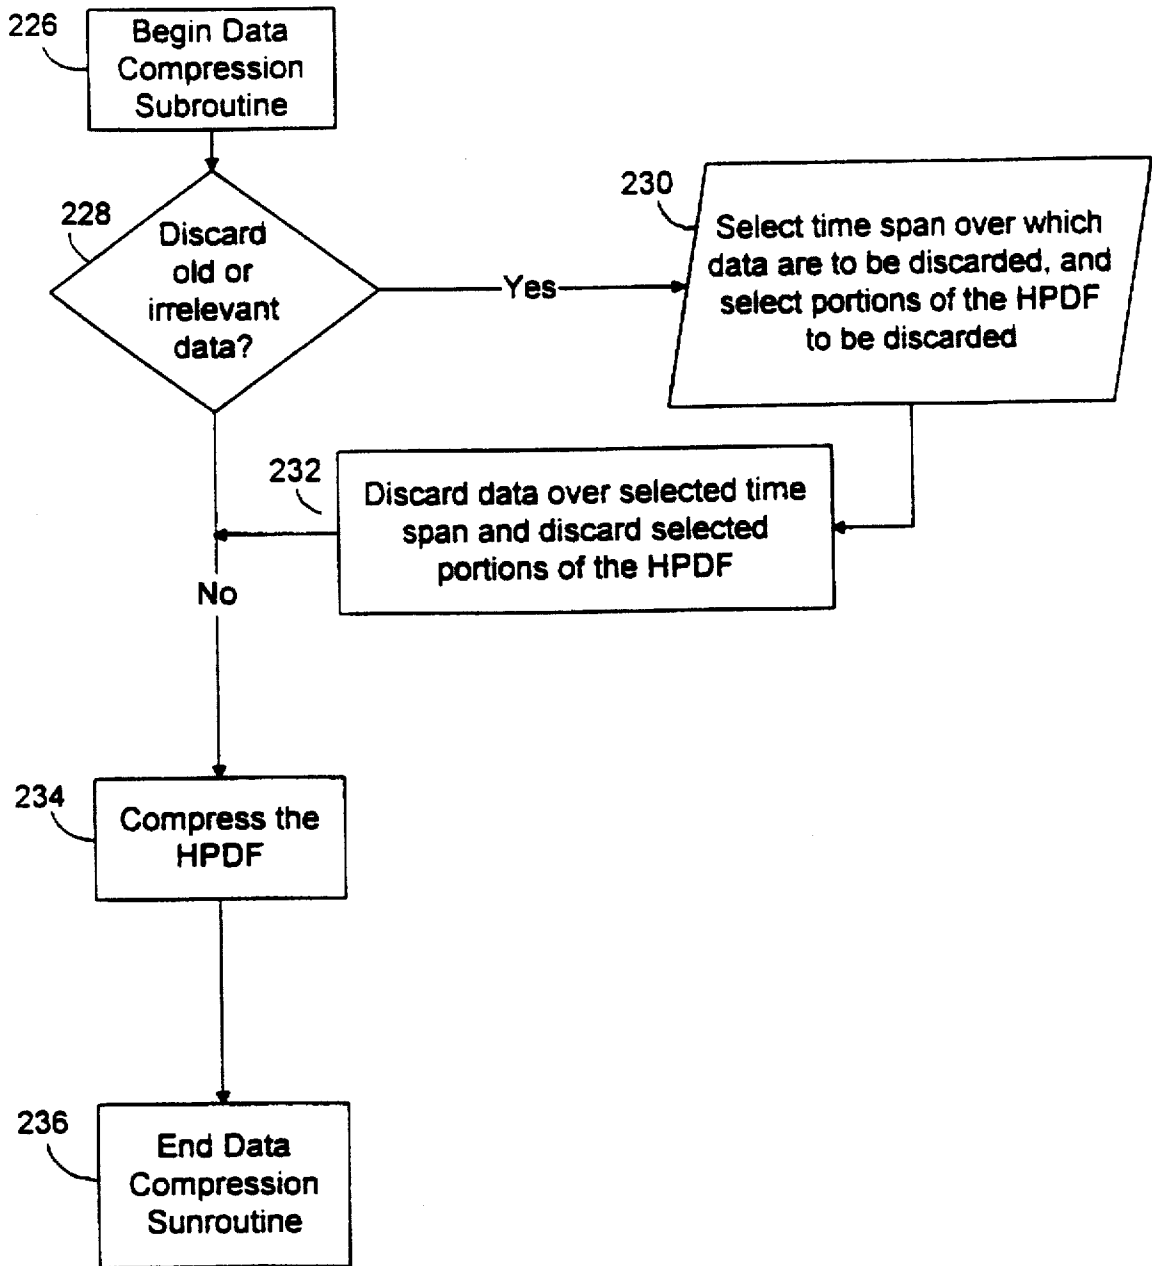 226
Begin Data
Compression
Subroutine
228
Discard
old or
irrelevant
data?
Yes
230
Select time span over which
data are to be discarded, and
select portions of the HPDF
to be discarded
232
Discard data over selected time
span and discard selected
portions of the HPDF
No
234
Compress the
HPDF
236
End Data
Compression
Sunroutine